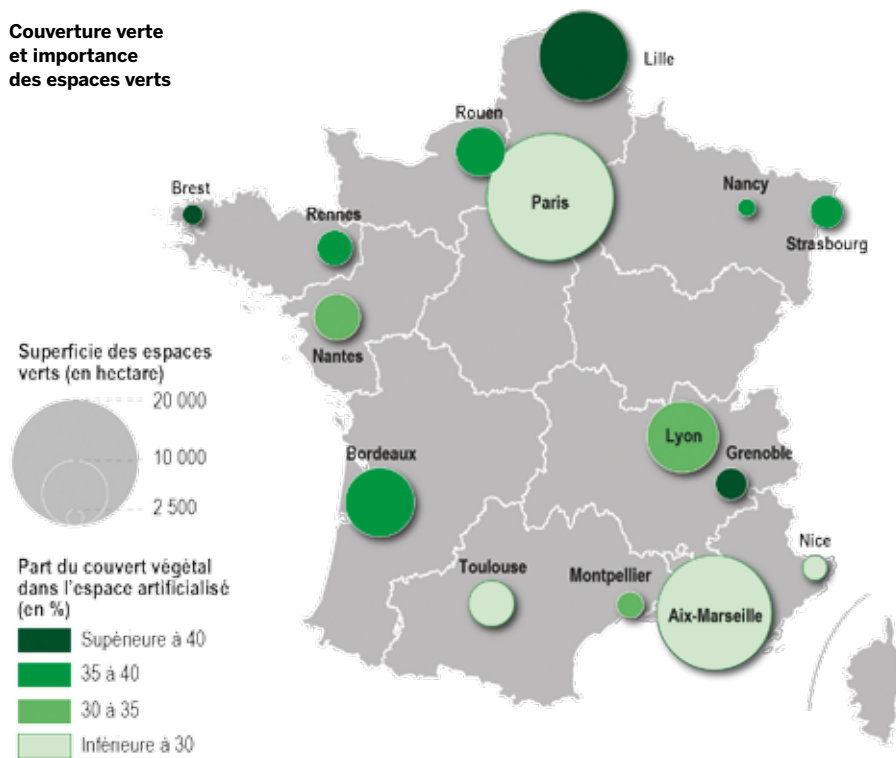 Couverture verte
et importance
des espaces verts
Lille
Rouen
Paris
Brest
Nancy
Rennes
Strasbourg
Nantes
Superficie des espaces
verts (en hectare)
20 000
10 000
2 500
Lyon
Bordeaux
Grenoble
Nice
Toulouse
Montpellier
Aix-Marseille
Part du couvert végétal
dans l'espace artificialisé
(en %)
Supérieure à 40
35 à 40
30 à 35
Inférieure à 30